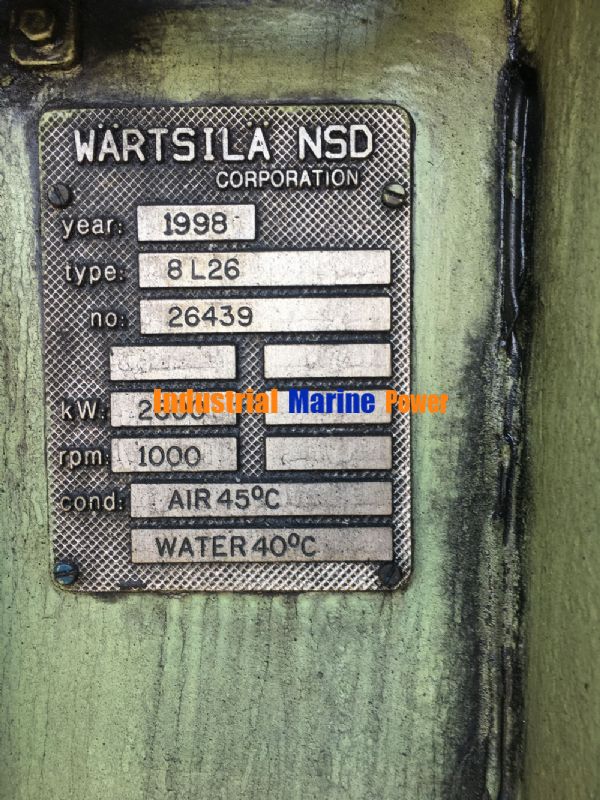 WÄRTSILÄ NSD
CORPORATION
year: 1998
type: 8 L26
no: 26439
kW:
Industrial Marine Power
rpm: 1000
cond: AIR 45°C
WATER 40°C